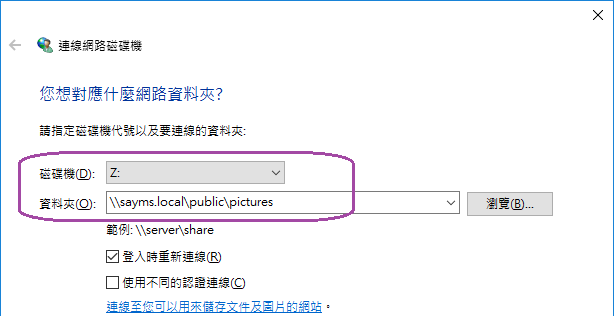 連線網路磁碟機
您想對應什麼網路資料夾?
請指定磁碟機代號以及要連線的資料夾:
磁碟機(D): Z:
資料夾(O): \\sayms.local\public\pictures 瀏覽(B)...
範例: \\server\share
登入時重新連線(R)
使用不同的認證連線(C)
連線至您可以用來儲存文件及圖片的網站。